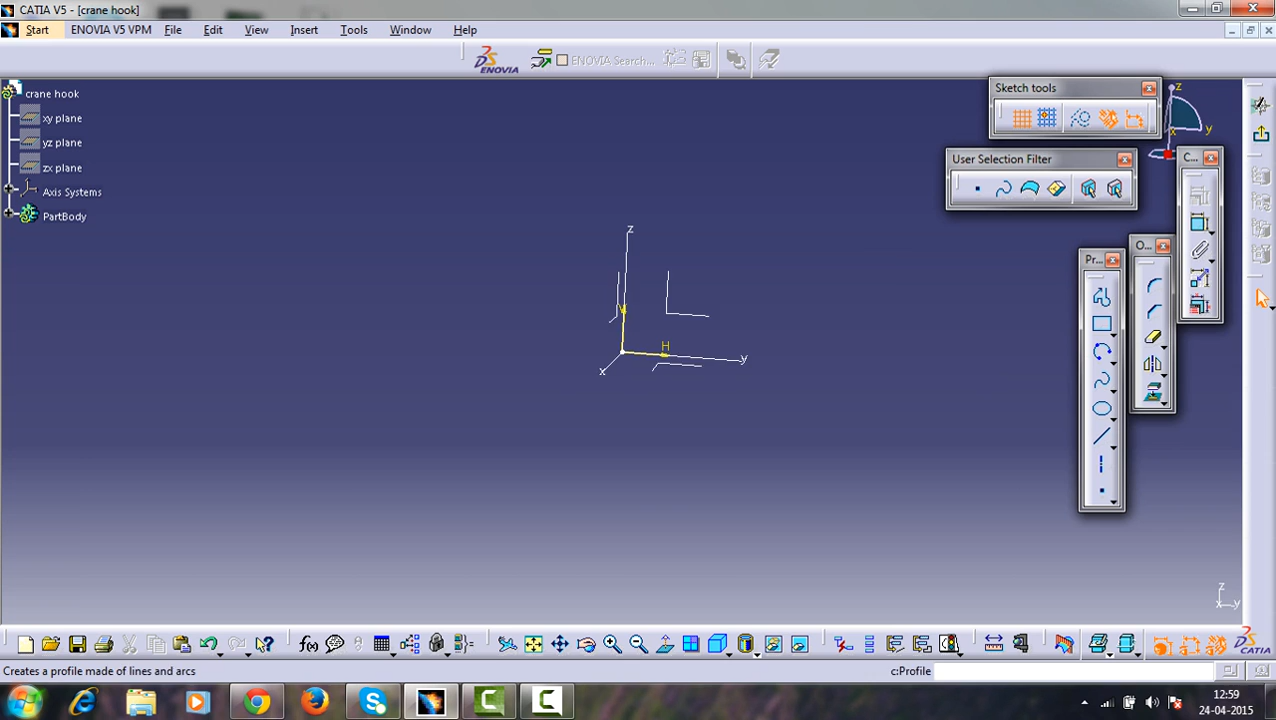 CATIA V5 - [crane hook]
Start ENOVIA V5 VPM File Edit View Insert Tools Window Help
ENOVIA ENOVIA Search...
crane hook
xy plane
yz plane
zx plane
Axis Systems
PartBody
Sketch tools
z
x
y
User Selection Filter
C...
O...
Pr...
z
V
H
y
x
z
x y
f(x)
CATIA
Creates a profile made of lines and arcs c:Profile
12:59
24-04-2015